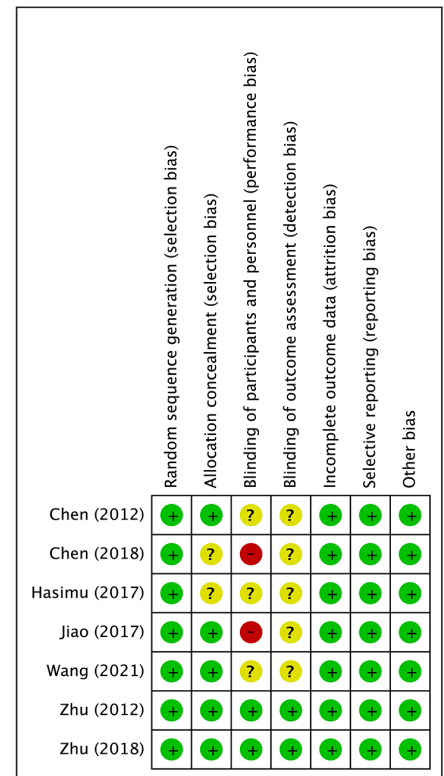 Random sequence generation (selection bias)
Allocation concealment (selection bias)
Blinding of participants and personnel (performance bias)
Blinding of outcome assessment (detection bias)
Incomplete outcome data (attrition bias)
Selective reporting (reporting bias)
Other bias
Chen (2012) + + ? ? + + +
Chen (2018) + ? - ? + + +
Hasimu (2017) + ? ? ? + + +
Jiao (2017) + + - ? + + +
Wang (2021) + + ? ? + + +
Zhu (2012) + + + + + + +
Zhu (2018) + + + + + + +